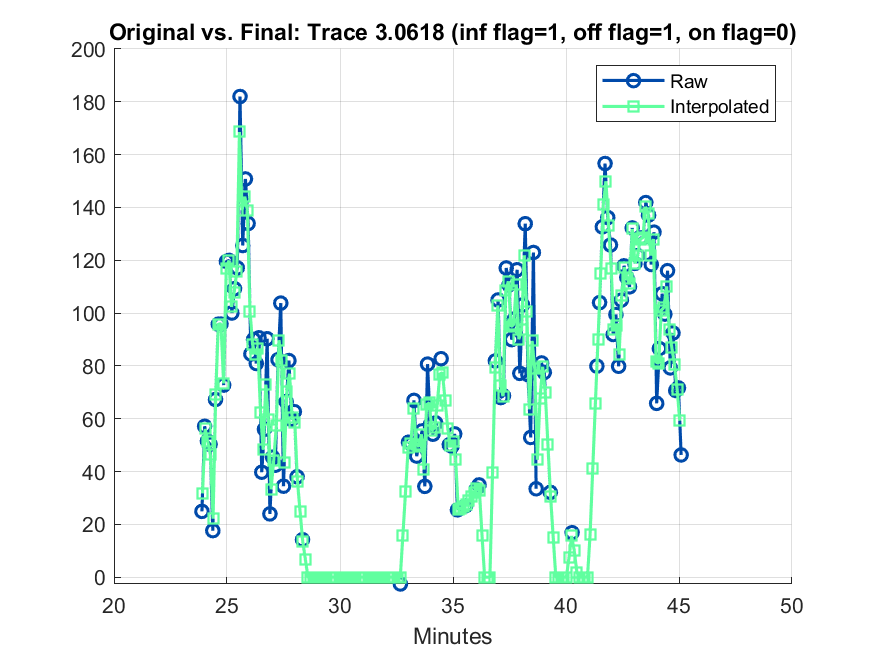 Original vs. Final: Trace 3.0618 (inf flag=1, off flag=1, on flag=0)
200
180
160
140
120
100
80
60
40
20
0
Raw
Interpolated
20 25 30 35 40 45 50
Minutes